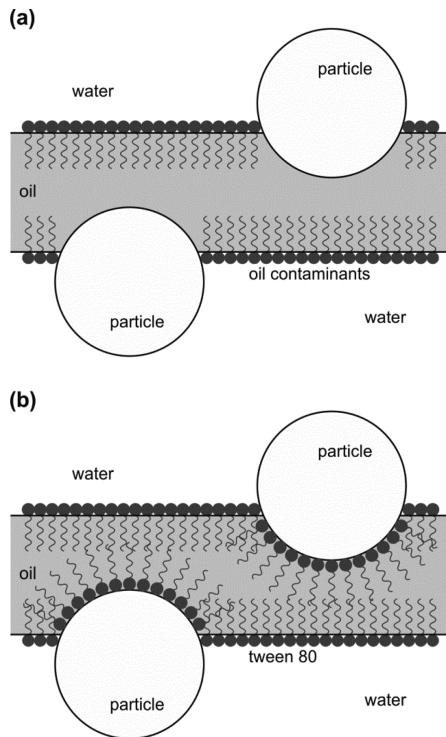 (a)
particle
water
oil
oil contaminants
particle
water
(b)
water
particle
oil
tween 80
particle
water